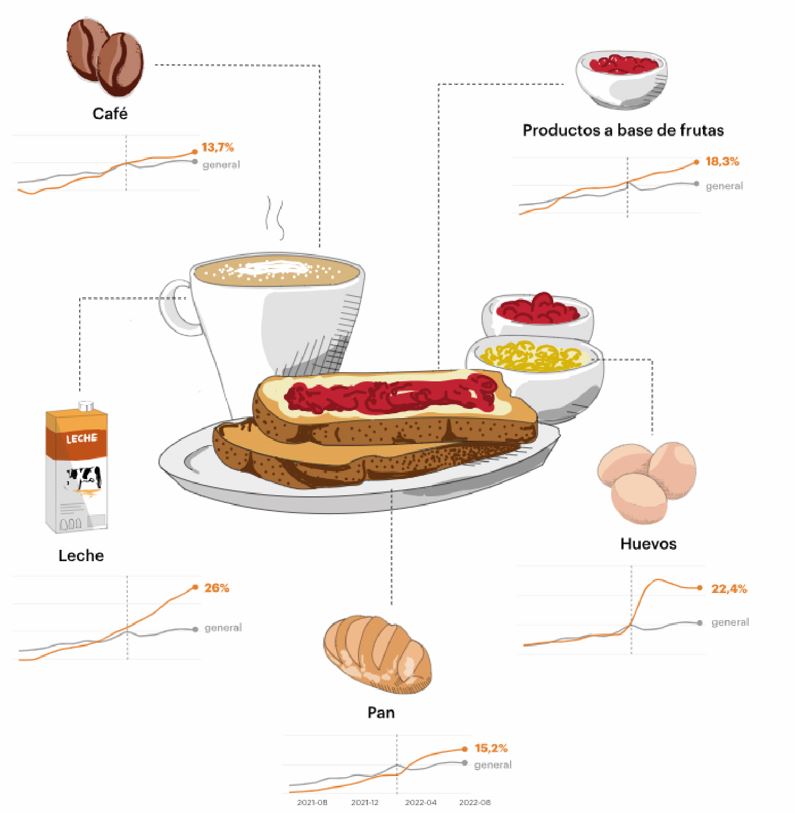 Café
13,7%
general
Productos a base de frutas
18,3%
general
LECHE
Leche
26%
general
Huevos
22,4%
general
Pan
15,2%
general
2021-08 2021-12 2022-04 2022-08